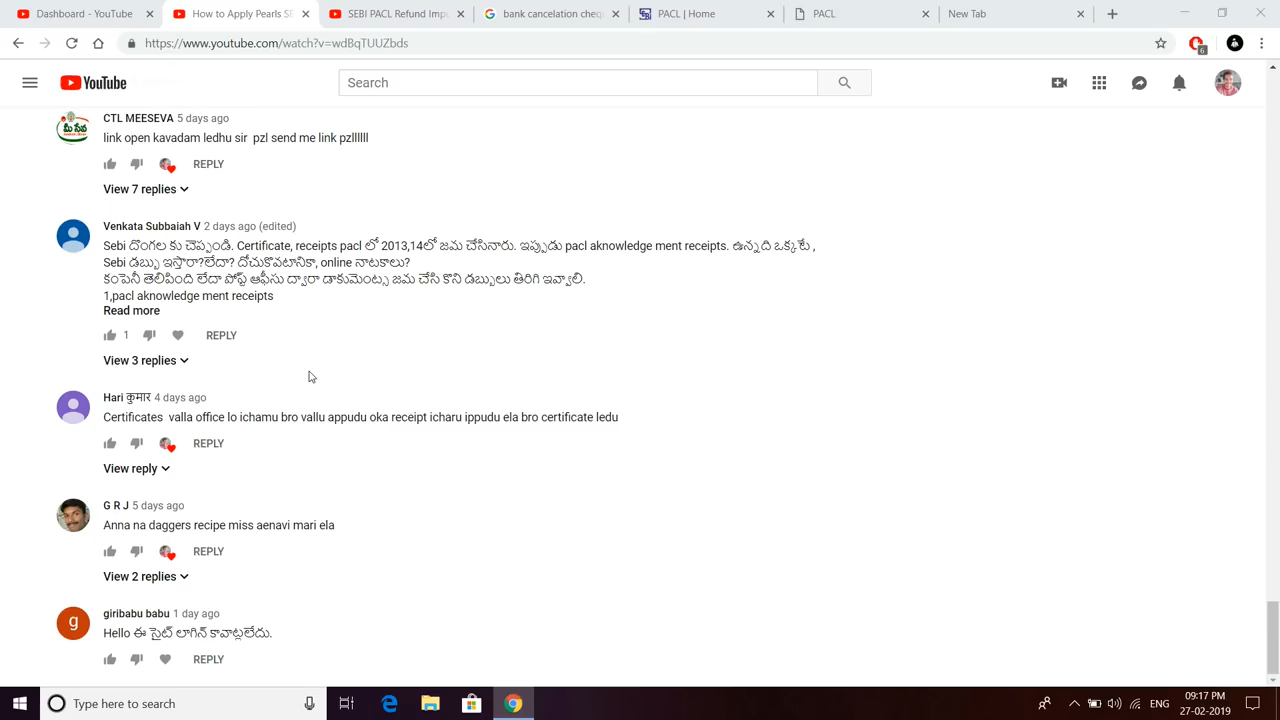 Dashboard - YouTube
How to Apply Pearls SE
SEBI PACL Refund Impo
bank cancelation chequ
PACL | Home
PACL
New Tab
https://www.youtube.com/watch?v=wdBqTUUZbds
6
YouTube
Search
CTL MEESEVA 5 days ago
link open kavadam ledhu sir pzl send me link pzllllll
REPLY
View 7 replies
Venkata Subbaiah V 2 days ago (edited)
Sebi దొంగల కు చెప్పండి. Certificate, receipts pacl లో 2013,14లో జమ చేసినారు. ఇప్పుడు pacl aknowledge ment receipts. ఉన్నది ఒక్కటే ,
Sebi డబ్బు ఇస్తారా?లేదా? దోచుకొవటానికా, online నాటకాలు?
కంపెనీ తెలిపింది లేదా పోస్ట్ ఆఫీసు ద్వారా డాకుమెంట్స్ జమ చేసి కొని డబ్బులు తిరిగి ఇవ్వాలి.
1,pacl aknowledge ment receipts
Read more
1 REPLY
View 3 replies
Hari कुमार 4 days ago
Certificates valla office lo ichamu bro vallu appudu oka receipt icharu ippudu ela bro certificate ledu
REPLY
View reply
G R J 5 days ago
Anna na daggers recipe miss aenavi mari ela
REPLY
View 2 replies
g
giribabu babu 1 day ago
Hello ఈ సైట్ లాగిన్ కావాట్లలేదు.
REPLY
Type here to search
ENG
09:17 PM
27-02-2019